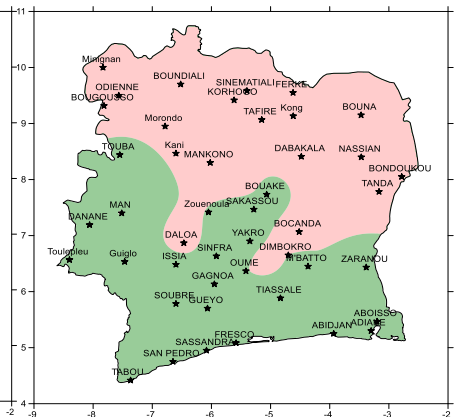 11
Minignan
10
ODIENNE
BOUNDIALI
SINEMATIALI
FERKE
BOUGOUSSO
KORHOGO
TAFIRE
Kong
BOUNA
9
Morondo
TOUBA
Kani
MANKONO
DABAKALA
NASSIAN
BONDOUKOU
8
TANDA
BOUAKE
MAN
Zouenoula
SAKASSOU
DANANE
BOCANDA
7
DALOA
YAKRO
DIMBOKRO
Toulepleu
Guiglo
ISSIA
SINFRA
OUME
M'BATTO
ZARANOU
GAGNOA
6
SOUBRE
GUEYO
TIASSALE
ABOISSO
ADIAKE
ABIDJAN
FRESCO
SASSANDRA
5
SAN PEDRO
TABOU
-2
4
-2 -9 -8 -7 -6 -5 -4 -3 -2